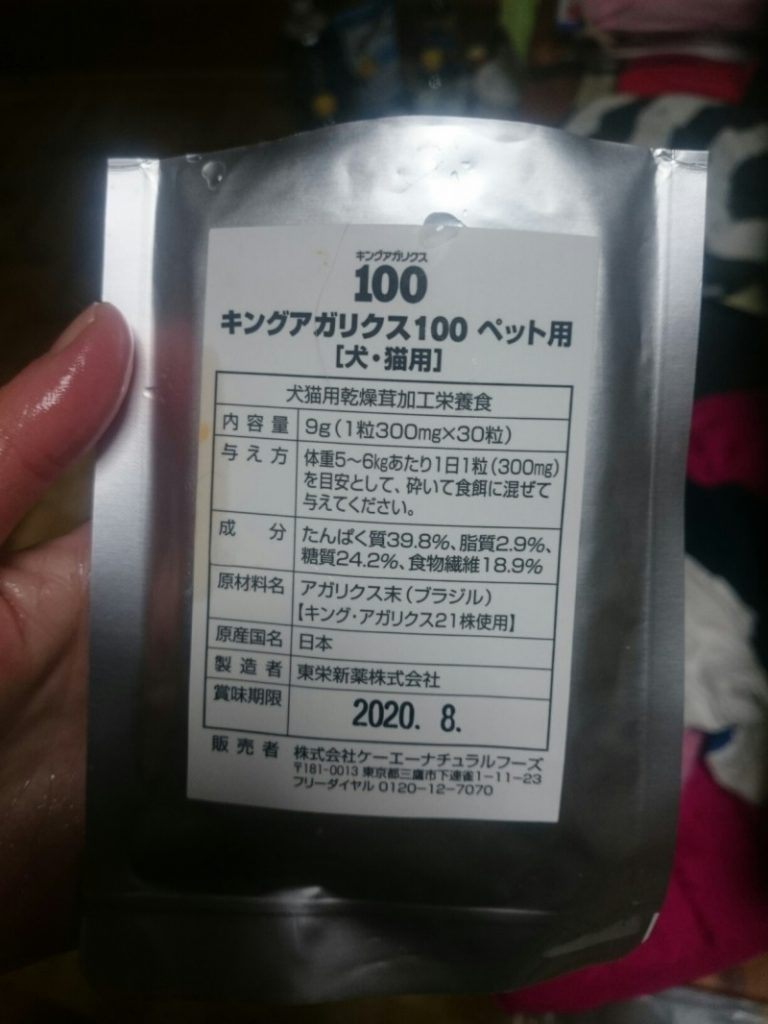 キングアガリクス
100
キングアガリクス100 ペット用
[犬・猫用]
犬猫用乾燥茸加工栄養食
内容量 9g(1粒300mg×30粒)
与え方 体重5〜6kgあたり1日1粒(300mg)
を目安として、砕いて食餌に混ぜて
与えてください。
成分 たんぱく質39.8%、脂質2.9%、
糖質24.2%、食物繊維18.9%
原材料名 アガリクス末(ブラジル)
【キング・アガリクス21株使用】
原産国名 日本
製造者 東栄新薬株式会社
賞味期限 2020. 8.
販売者 株式会社ケーエーナチュラルフーズ
〒181-0013 東京都三鷹市下連雀1-11-23
フリーダイヤル 0120-12-7070